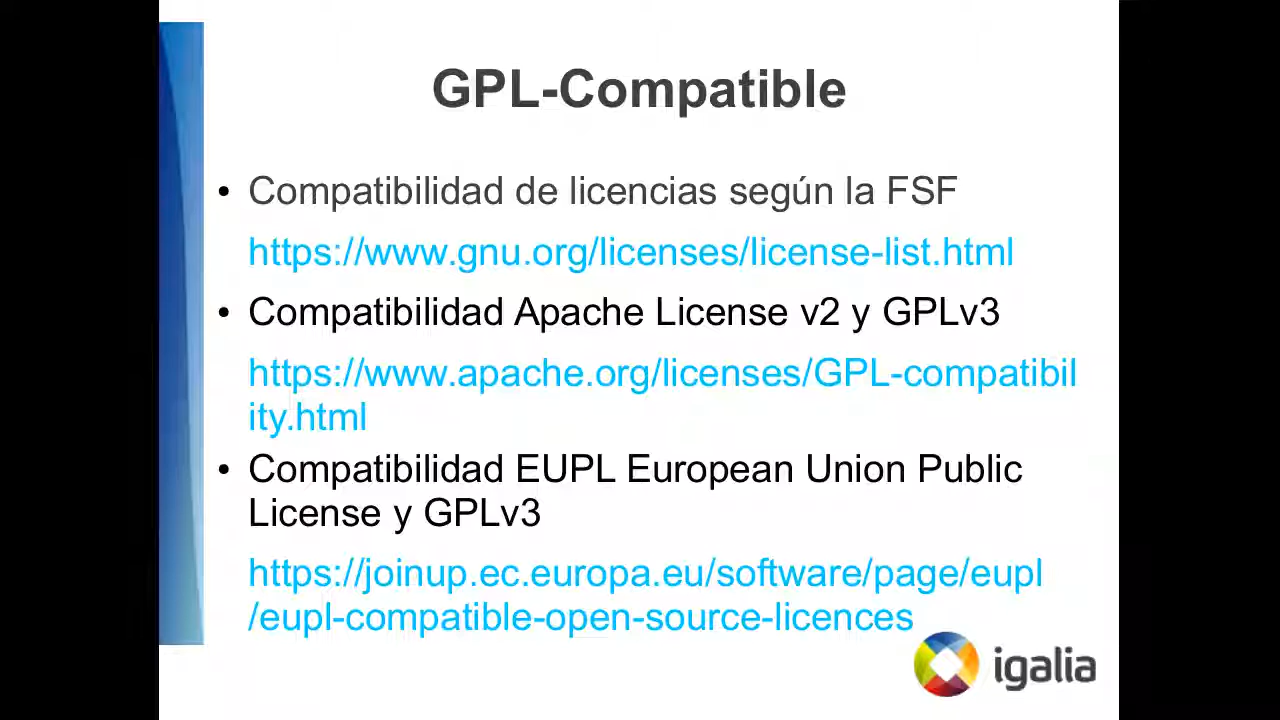 GPL-Compatible
• Compatibilidad de licencias según la FSF
https://www.gnu.org/licenses/license-list.html
• Compatibilidad Apache License v2 y GPLv3
https://www.apache.org/licenses/GPL-compatibil
ity.html
• Compatibilidad EUPL European Union Public
License y GPLv3
https://joinup.ec.europa.eu/software/page/eupl
/eupl-compatible-open-source-licences
igalia